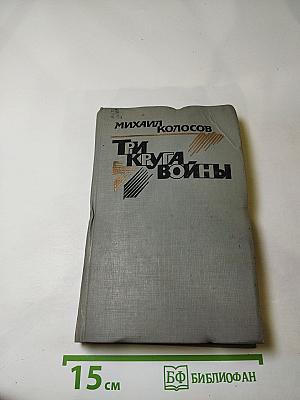 МИХАИЛ
КОЛОСОВ
ТРИ
КРУГА
ВОЙНЫ
15 см
БФ БИБЛИОФАН